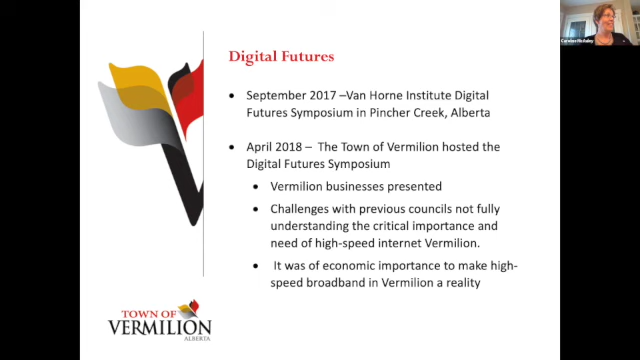 Digital Futures
• September 2017 –Van Horne Institute Digital
Futures Symposium in Pincher Creek, Alberta
• April 2018 – The Town of Vermilion hosted the
Digital Futures Symposium
• Vermilion businesses presented
• Challenges with previous councils not fully
understanding the critical importance and
need of high-speed internet Vermilion.
• It was of economic importance to make high-
speed broadband in Vermilion a reality
TOWN OF
VERMILION
ALBERTA